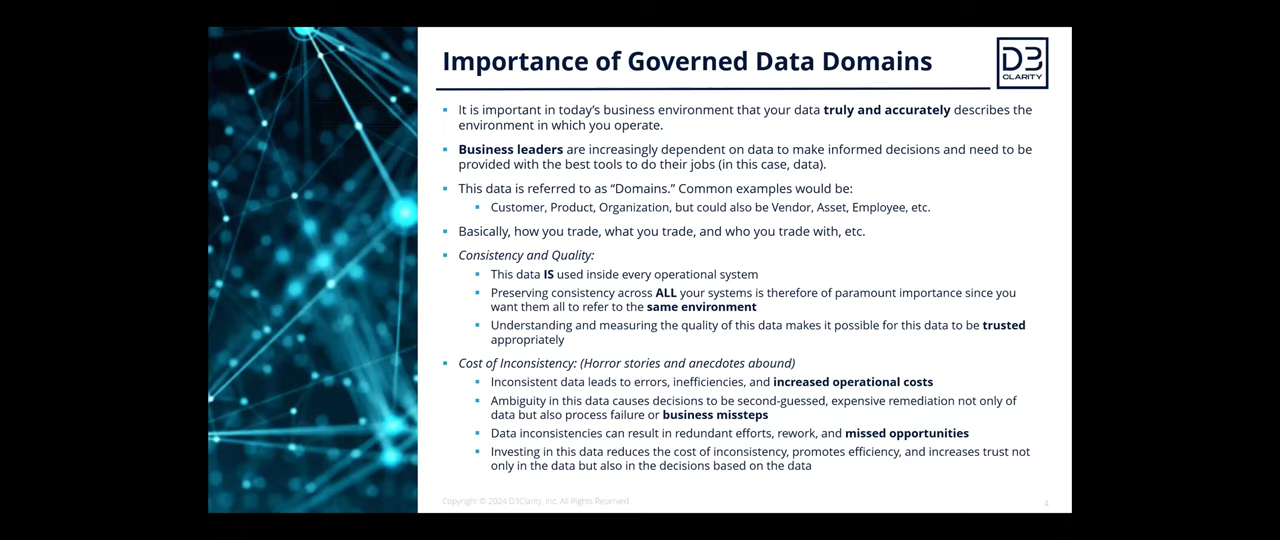 Importance of Governed Data Domains
D3
CLARITY
▪ It is important in today's business environment that your data truly and accurately describes the
environment in which you operate.
▪ Business leaders are increasingly dependent on data to make informed decisions and need to be
provided with the best tools to do their jobs (in this case, data).
▪ This data is referred to as “Domains.” Common examples would be:
▪ Customer, Product, Organization, but could also be Vendor, Asset, Employee, etc.
▪ Basically, how you trade, what you trade, and who you trade with, etc.
▪ Consistency and Quality:
▪ This data IS used inside every operational system
▪ Preserving consistency across ALL your systems is therefore of paramount importance since you
want them all to refer to the same environment
▪ Understanding and measuring the quality of this data makes it possible for this data to be trusted
appropriately
▪ Cost of Inconsistency: (Horror stories and anecdotes abound)
▪ Inconsistent data leads to errors, inefficiencies, and increased operational costs
▪ Ambiguity in this data causes decisions to be second-guessed, expensive remediation not only of
data but also process failure or business missteps
▪ Data inconsistencies can result in redundant efforts, rework, and missed opportunities
▪ Investing in this data reduces the cost of inconsistency, promotes efficiency, and increases trust not
only in the data but also in the decisions based on the data
Copyright © 2024 D3Clarity, Inc. All Rights Reserved
4